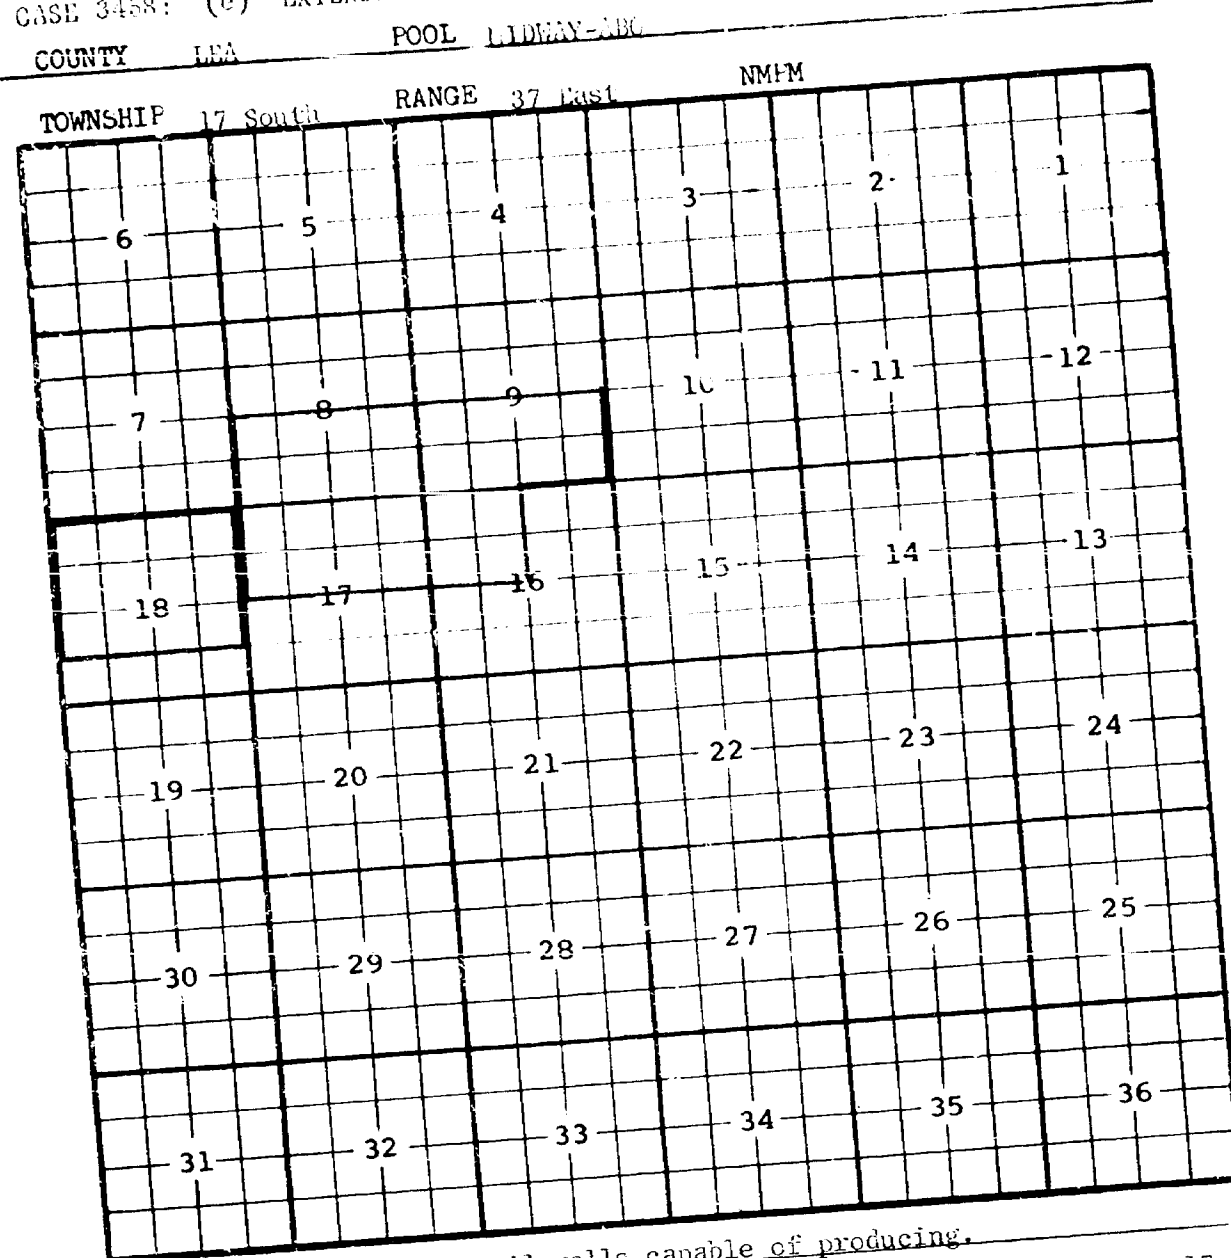 CASE 3458: (e)
COUNTY LEA POOL MIDWAY-ABO
TOWNSHIP 17 South RANGE 37 East NMPM
6 5 4 3 2 1
7 8 9 10 11 12
18 17 16 15 14 13
19 20 21 22 23 24
30 29 28 27 26 25
31 32 33 34 35 36
capable of producing.